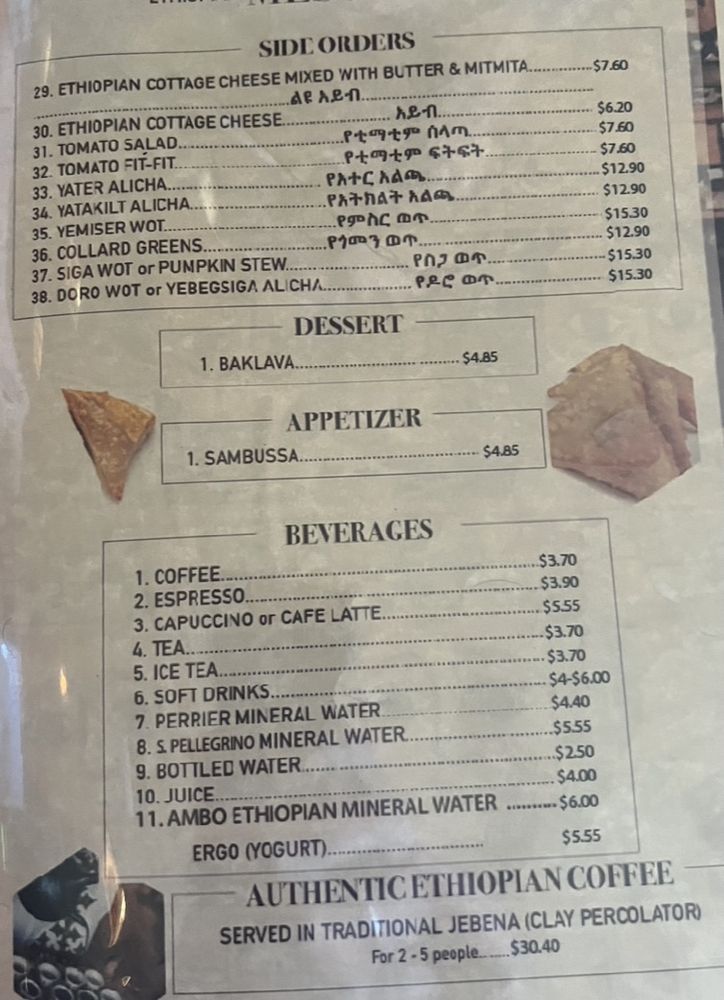 SIDE ORDERS
29. ETHIOPIAN COTTAGE CHEESE MIXED WITH BUTTER & MITMITA............$7.60
ልዩ አይብ
30. ETHIOPIAN COTTAGE CHEESE............አይብ............$6.20
31. TOMATO SALAD............የቲማቲም ሰላጣ............$7.60
32. TOMATO FIT-FIT............የቲማቲም ፍትፍት............$7.60
33. YATER ALICHA............የአተር አልጫ............$12.90
34. YATAKILT ALICHA............የአትክልት አልጫ............$12.90
35. YEMISER WOT............የምስር ወጥ............$15.30
36. COLLARD GREENS............የጎመን ወጥ............$12.90
37. SIGA WOT or PUMPKIN STEW............የስጋ ወጥ............$15.30
38. DORO WOT or YEBEGSIGA ALICHA............የዶሮ ወጥ............$15.30
DESSERT
1. BAKLAVA............$4.85
APPETIZER
1. SAMBUSSA............$4.85
BEVERAGES
1. COFFEE............$3.70
2. ESPRESSO............$3.90
3. CAPUCCINO or CAFE LATTE............$5.55
4. TEA............$3.70
5. ICE TEA............$3.70
6. SOFT DRINKS............$4-$6.00
7. PERRIER MINERAL WATER............$4.40
8. S. PELLEGRINO MINERAL WATER............$5.55
9. BOTTLED WATER............$2.50
10. JUICE............$4.00
11. AMBO ETHIOPIAN MINERAL WATER ..........$6.00
ERGO (YOGURT)............$5.55
AUTHENTIC ETHIOPIAN COFFEE
SERVED IN TRADITIONAL JEBENA (CLAY PERCOLATOR)
For 2 - 5 people.........$30.40